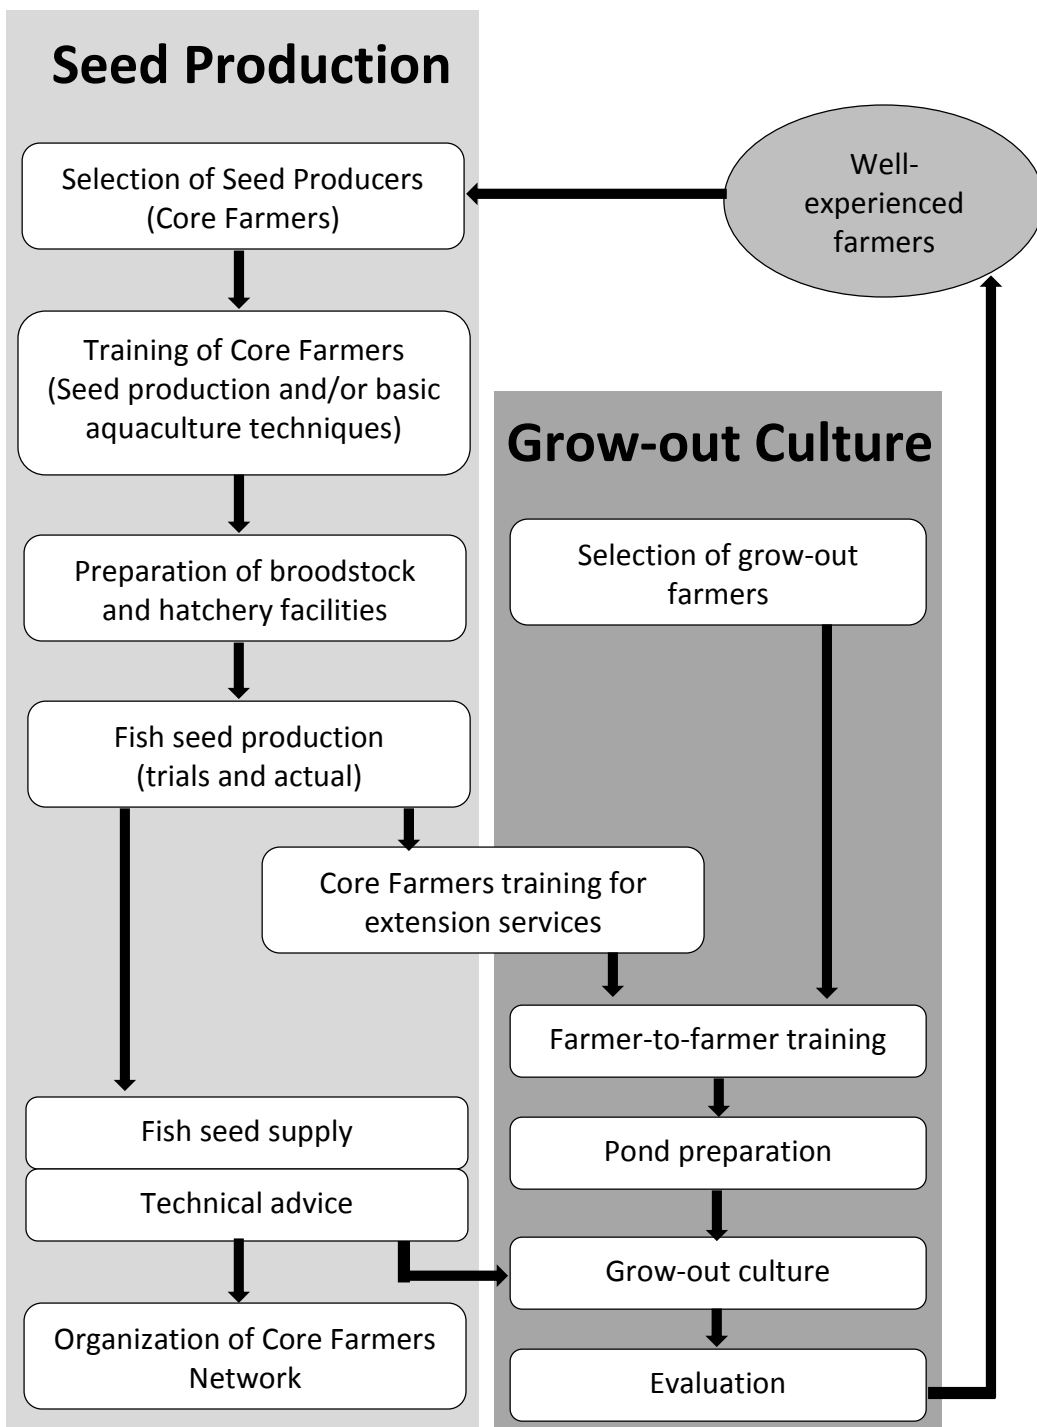 Seed Production
Selection of Seed Producers
(Core Farmers)
Well-
experienced
farmers
Training of Core Farmers
(Seed production and/or basic
aquaculture techniques)
Grow-out Culture
Preparation of broodstock
and hatchery facilities
Selection of grow-out
farmers
Fish seed production
(trials and actual)
Core Farmers training for
extension services
Farmer-to-farmer training
Fish seed supply
Pond preparation
Technical advice
Grow-out culture
Organization of Core Farmers
Network
Evaluation